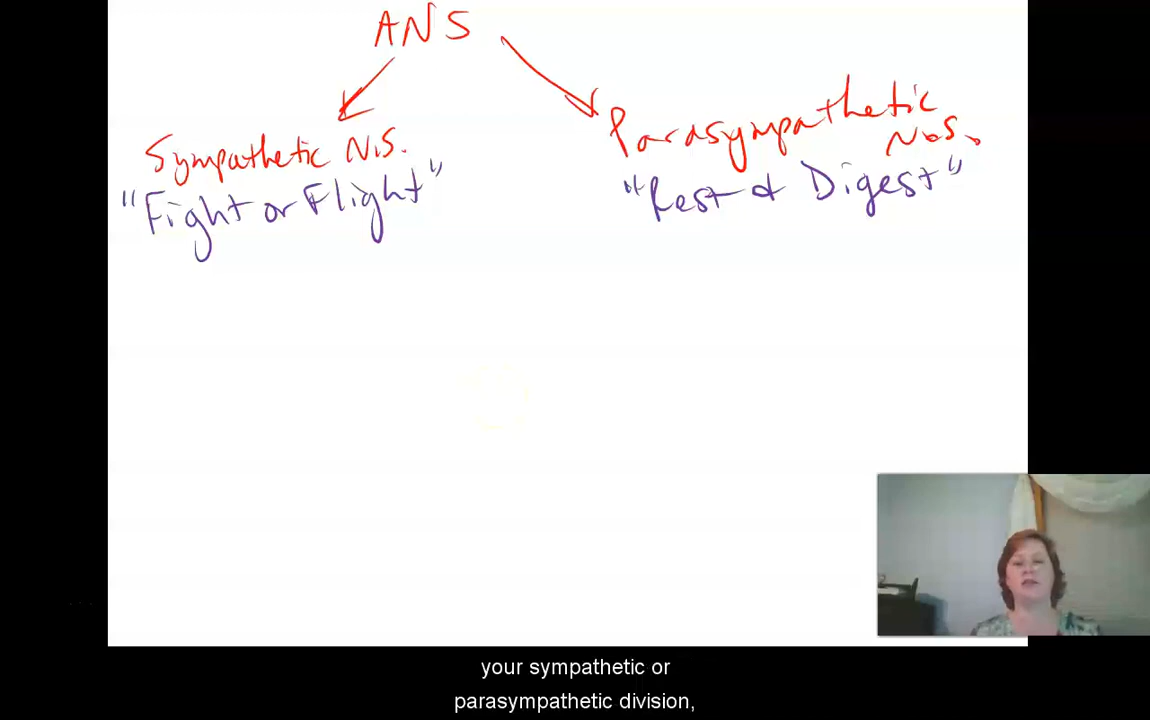 ANS
Sympathetic N.S.
"Fight or Flight"
Parasympathetic
N.S.
"Rest & Digest"
your sympathetic or
parasympathetic division,